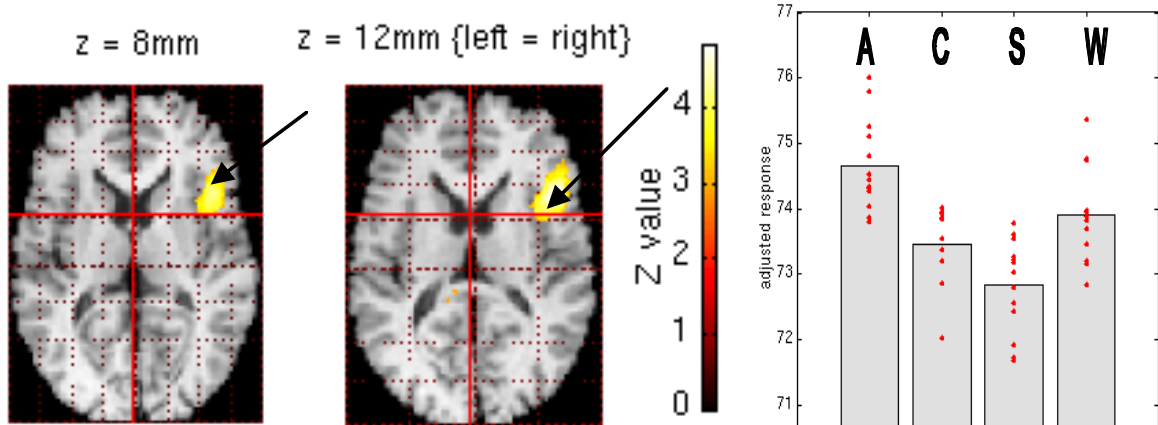 z = 8mm
z = 12mm {left = right}
Z value
4
3
2
1
0
adjusted response
77
76
75
74
73
72
71
A C S W